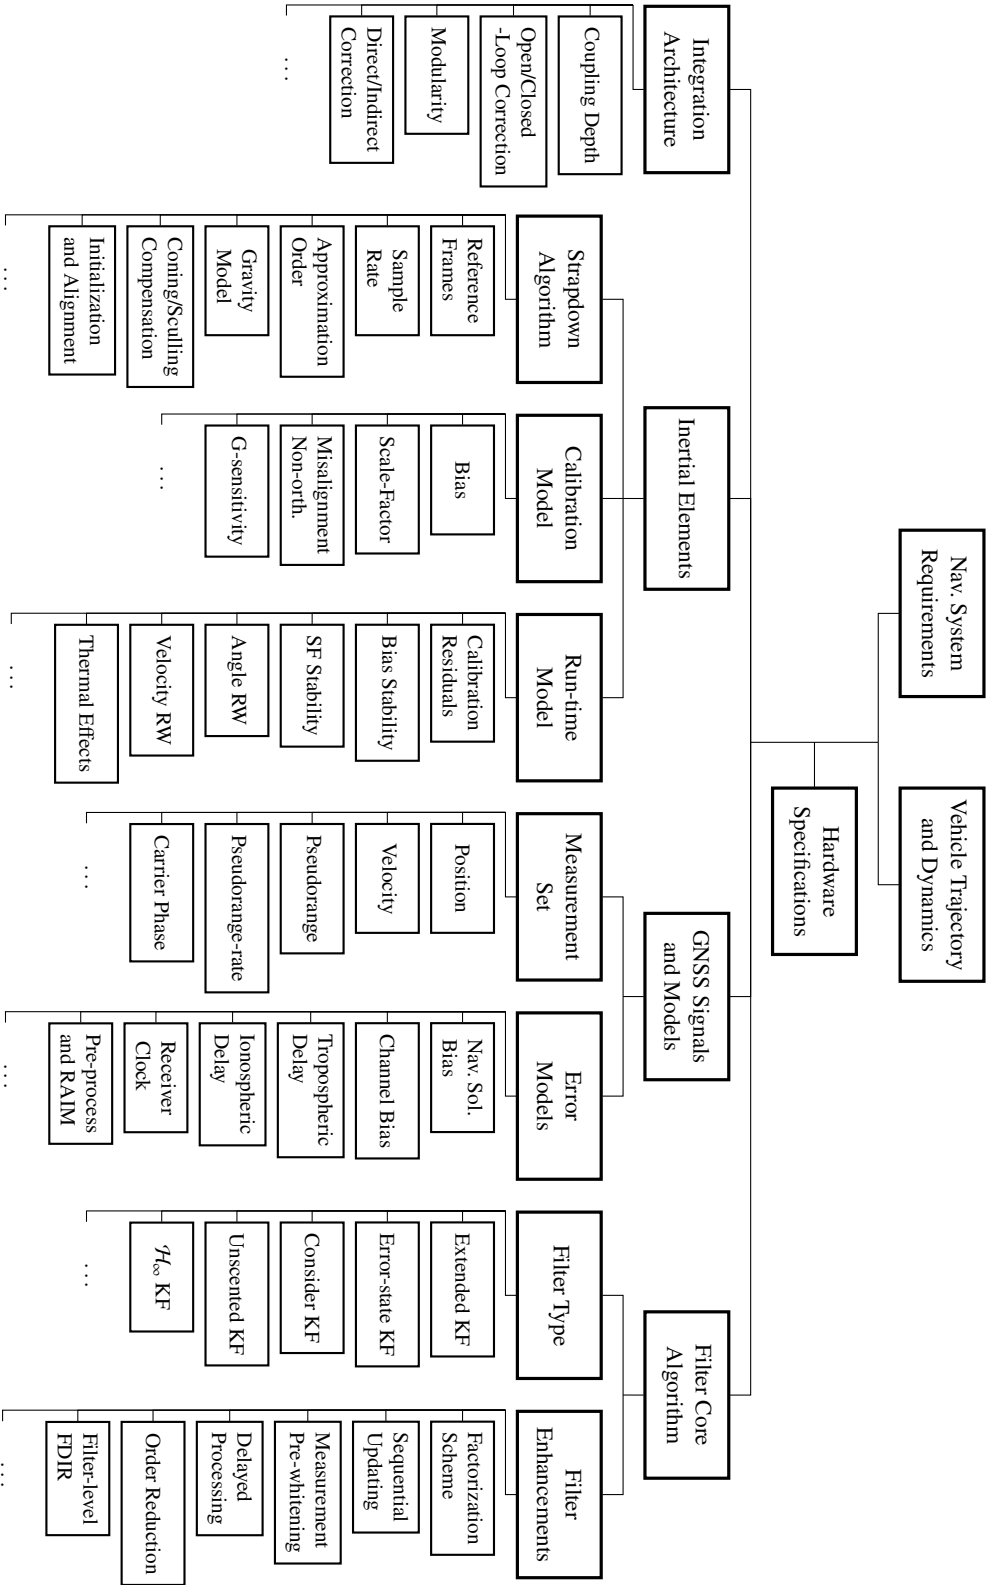 Nav. System
Requirements
Vehicle Trajectory
and Dynamics
Hardware
Specifications
Integration
Architecture
Coupling Depth
Open/Closed
-Loop Correction
Modularity
Direct/Indirect
Correction
...
Inertial Elements
Strapdown
Algorithm
Reference
Frames
Sample
Rate
Approximation
Order
Gravity
Model
Coning/Sculling
Compensation
Initialization
and Alignment
...
Calibration
Model
Bias
Scale-Factor
Misalignment
Non-orth.
G-sensitivity
...
Run-time
Model
Calibration
Residuals
Bias Stability
SF Stability
Angle RW
Velocity RW
Thermal Effects
...
GNSS Signals
and Models
Measurement
Set
Position
Velocity
Pseudorange
Pseudorange-rate
Carrier Phase
...
Error
Models
Nav. Sol.
Bias
Channel Bias
Tropospheric
Delay
Ionospheric
Delay
Receiver
Clock
Pre-process
and RAIM
...
Filter Core
Algorithm
Filter Type
Extended KF
Error-state KF
Consider KF
Unscented KF
ℋ∞ KF
...
Filter
Enhancements
Factorization
Scheme
Sequential
Updating
Measurement
Pre-whitening
Delayed
Processing
Order Reduction
Filter-level
FDIR
...